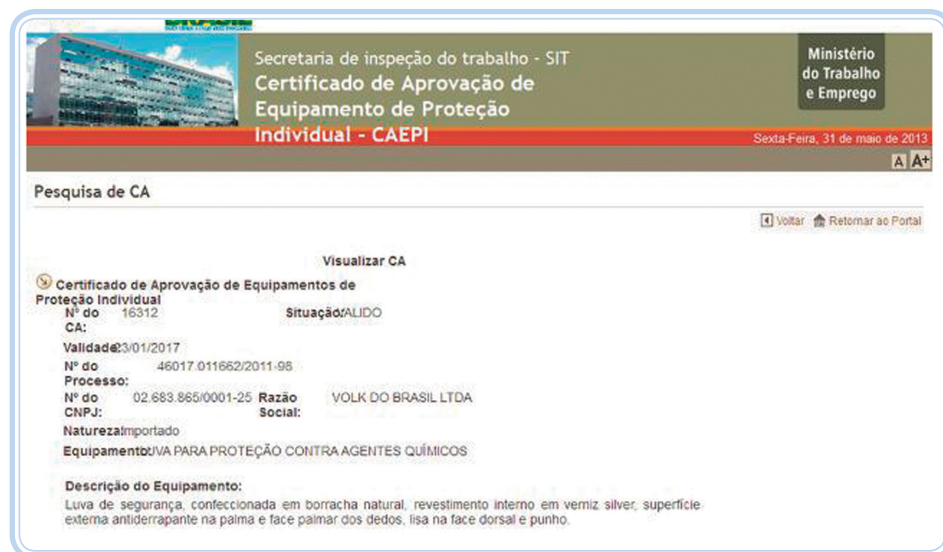 BRASIL
Secretaria de inspeção do trabalho - SIT
Certificado de Aprovação de
Equipamento de Proteção
Individual - CAEPI
Ministério
do Trabalho
e Emprego
Sexta-Feira, 31 de maio de 2013
A A+
Pesquisa de CA
Voltar Retornar ao Portal
Visualizar CA
Certificado de Aprovação de Equipamentos de
Proteção Individual
Nº do CA: 16312 Situação: VALIDO
Validade: 23/01/2017
Nº do Processo: 46017.011662/2011-98
Nº do CNPJ: 02.683.865/0001-25 Razão Social: VOLK DO BRASIL LTDA
Natureza: Importado
Equipamento: LUVA PARA PROTEÇÃO CONTRA AGENTES QUÍMICOS
Descrição do Equipamento:
Luva de segurança, confeccionada em borracha natural, revestimento interno em verniz silver, superfície
externa antiderrapante na palma e face palmar dos dedos, lisa na face dorsal e punho.